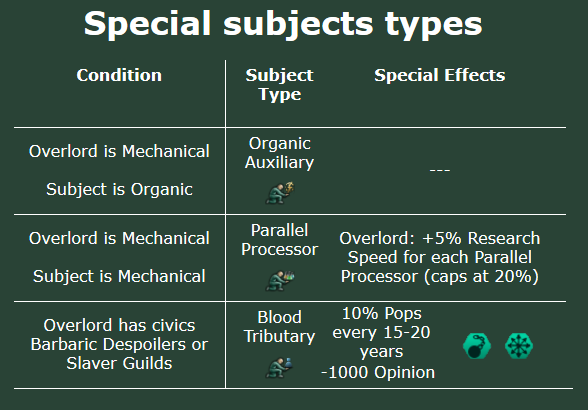 Special subjects types
Condition
Subject
Type
Special Effects
Overlord is Mechanical
Subject is Organic
Organic
Auxiliary
---
Overlord is Mechanical
Subject is Mechanical
Parallel
Processor
Overlord: +5% Research
Speed for each Parallel
Processor (caps at 20%)
Overlord has civics
Barbaric Despoilers or
Slaver Guilds
Blood
Tributary
10% Pops
every 15-20
years
-1000 Opinion